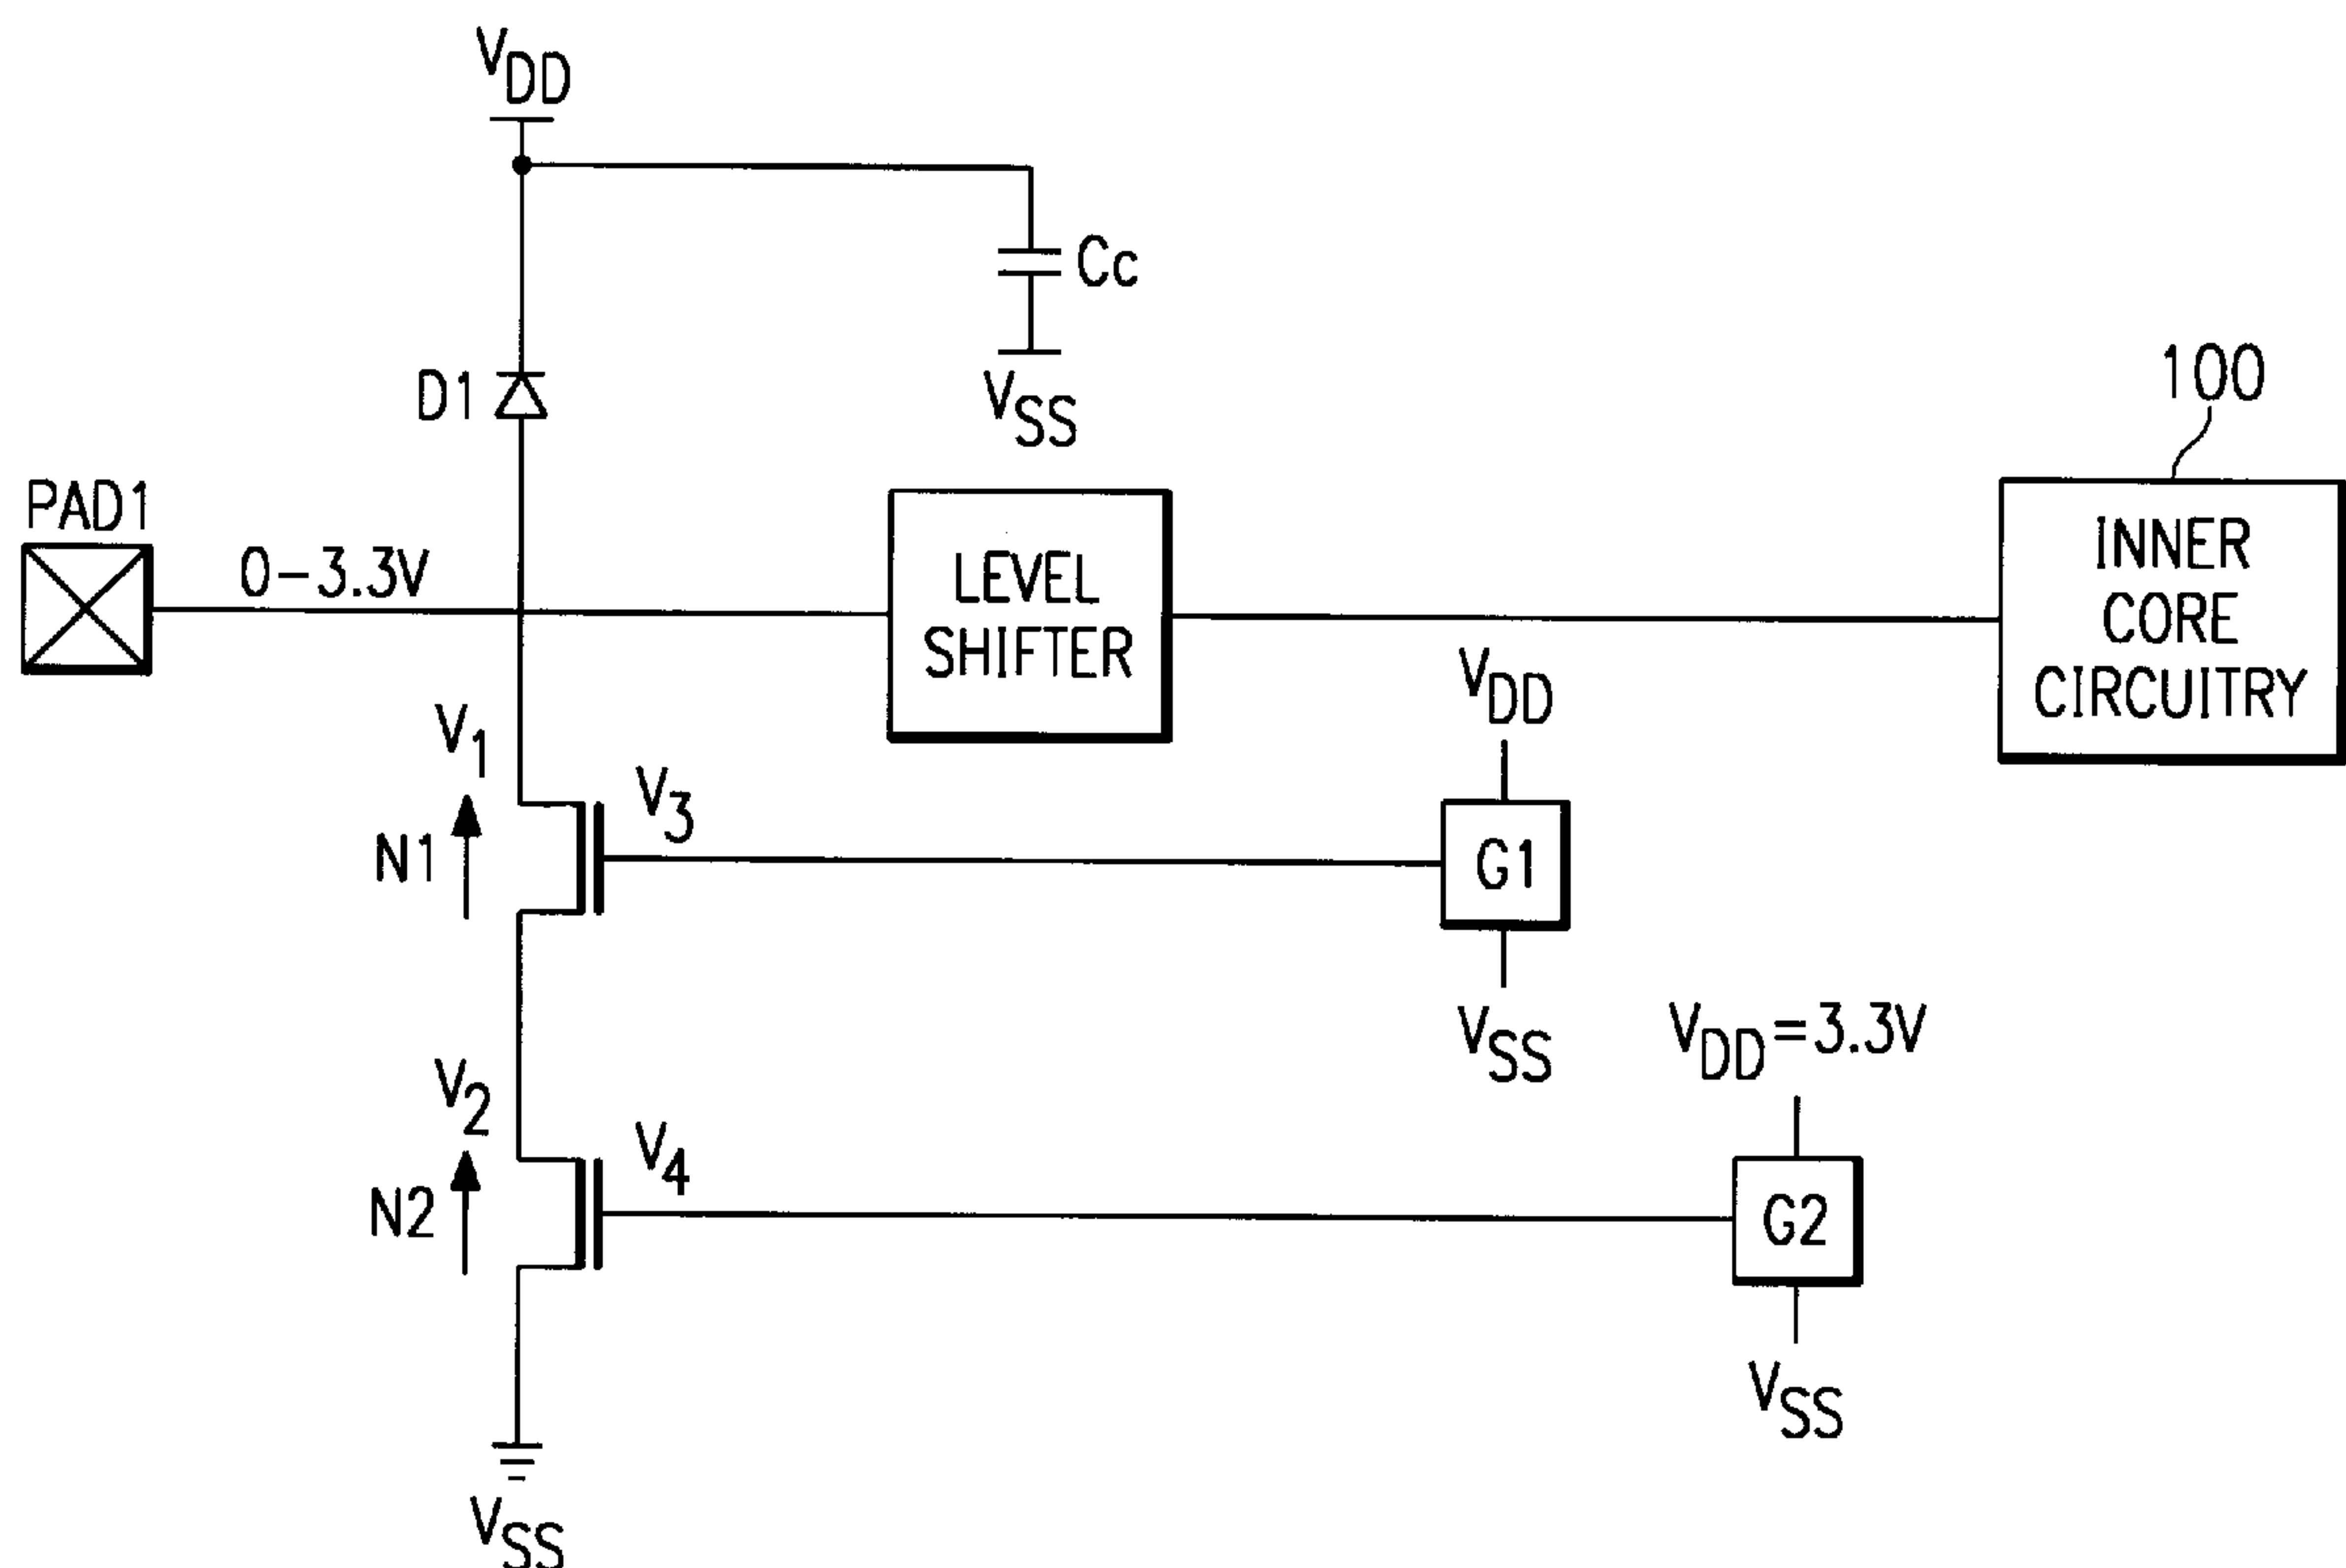 VDD
Cc
D1
VSS
100
PAD1
0-3.3V
LEVEL
SHIFTER
INNER
CORE
CIRCUITRY
VDD
V1
V3
N1
G1
VSS
VDD=3.3V
V2
V4
N2
G2
VSS
VSS